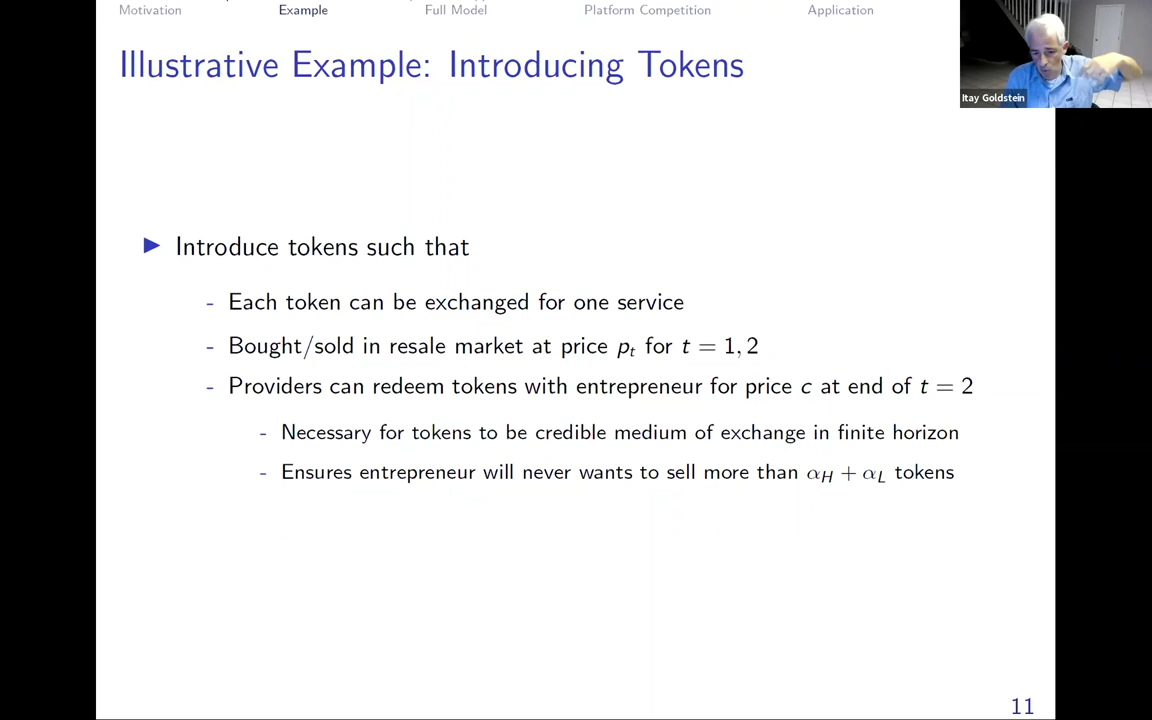 Motivation Example Full Model Platform Competition Application
Illustrative Example: Introducing Tokens
Itay Goldstein
▶ Introduce tokens such that
- Each token can be exchanged for one service
- Bought/sold in resale market at price pₜ for t = 1, 2
- Providers can redeem tokens with entrepreneur for price c at end of t = 2
- Necessary for tokens to be credible medium of exchange in finite horizon
- Ensures entrepreneur will never wants to sell more than α_H + α_L tokens
11